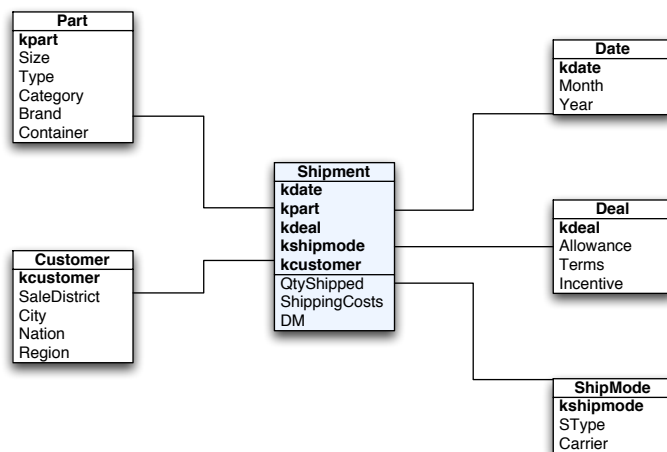 Part
kpart
Size
Type
Category
Brand
Container
Customer
kcustomer
SaleDistrict
City
Nation
Region
Shipment
kdate
kpart
kdeal
kshipmode
kcustomer
QtyShipped
ShippingCosts
DM
Date
kdate
Month
Year
Deal
kdeal
Allowance
Terms
Incentive
ShipMode
kshipmode
SType
Carrier